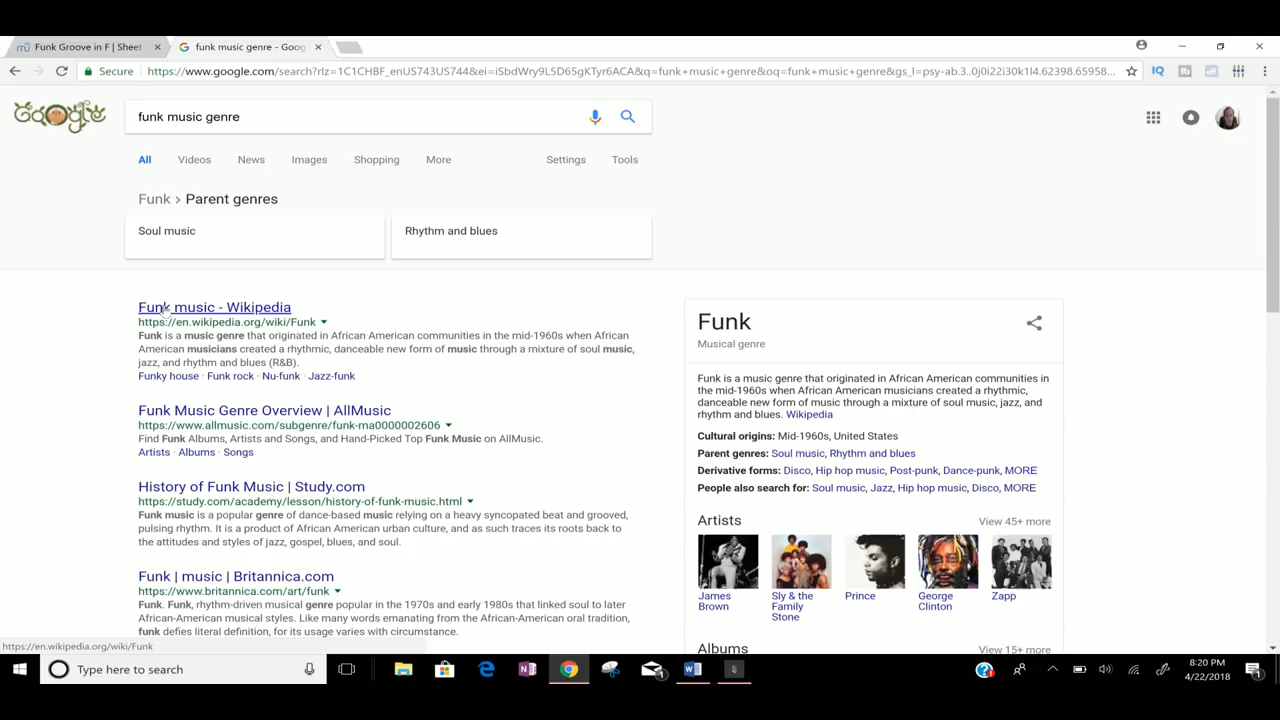 Funk Groove in F | Sheet
funk music genre - Goog
Secure
https://www.google.com/search?rlz=1C1CHBF_enUS743US744&ei=iSbdWry9L5D65gKTyr6ACA&q=funk+music+genre&oq=funk+music+genre&gs_l=psy-ab.3..0j0i22i30k1l4.62398.65958...
Google
funk music genre
All Videos News Images Shopping More Settings Tools
Funk > Parent genres
Soul music
Rhythm and blues
Funk music - Wikipedia
https://en.wikipedia.org/wiki/Funk
Funk is a music genre that originated in African American communities in the mid-1960s when African
American musicians created a rhythmic, danceable new form of music through a mixture of soul music,
jazz, and rhythm and blues (R&B).
Funky house · Funk rock · Nu-funk · Jazz-funk
Funk Music Genre Overview | AllMusic
https://www.allmusic.com/subgenre/funk-ma0000002606
Find Funk Albums, Artists and Songs, and Hand-Picked Top Funk Music on AllMusic.
Artists · Albums · Songs
History of Funk Music | Study.com
https://study.com/academy/lesson/history-of-funk-music.html
Funk music is a popular genre of dance-based music relying on a heavy syncopated beat and grooved,
pulsing rhythm. It is a product of African American urban culture, and as such traces its roots back to
the attitudes and styles of jazz, gospel, blues, and soul.
Funk | music | Britannica.com
https://www.britannica.com/art/funk
Funk. Funk, rhythm-driven musical genre popular in the 1970s and early 1980s that linked soul to later
African-American musical styles. Like many words emanating from the African-American oral tradition,
funk defies literal definition, for its usage varies with circumstance.
Funk
Musical genre
Funk is a music genre that originated in African American communities in
the mid-1960s when African American musicians created a rhythmic,
danceable new form of music through a mixture of soul music, jazz, and
rhythm and blues. Wikipedia
Cultural origins: Mid-1960s, United States
Parent genres: Soul music, Rhythm and blues
Derivative forms: Disco, Hip hop music, Post-punk, Dance-punk, MORE
People also search for: Soul music, Jazz, Hip hop music, Disco, MORE
Artists
View 45+ more
James
Brown
Sly & the
Family
Stone
Prince
George
Clinton
Zapp
Albums
View 15+ more
https://en.wikipedia.org/wiki/Funk
Type here to search
8:20 PM
4/22/2018